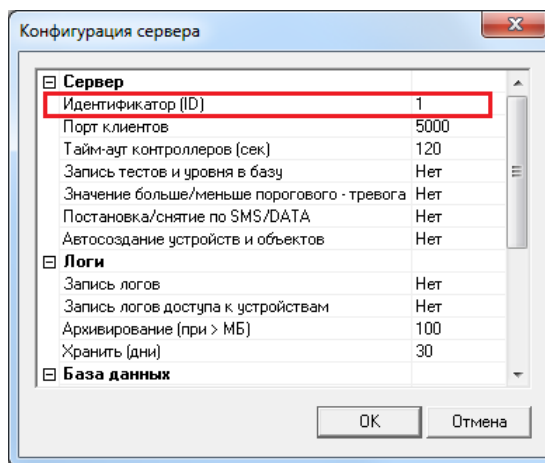 Конфигурация сервера
Сервер
Идентификатор (ID) 1
Порт клиентов 5000
Тайм-аут контроллеров (сек) 120
Запись тестов и уровня в базу Нет
Значение больше/меньше порогового - тревога Нет
Постановка/снятие по SMS/DATA Нет
Автосоздание устройств и объектов Нет
Логи
Запись логов Нет
Запись логов доступа к устройствам Нет
Архивирование (при > МБ) 100
Хранить (дни) 30
База данных
OK Отмена